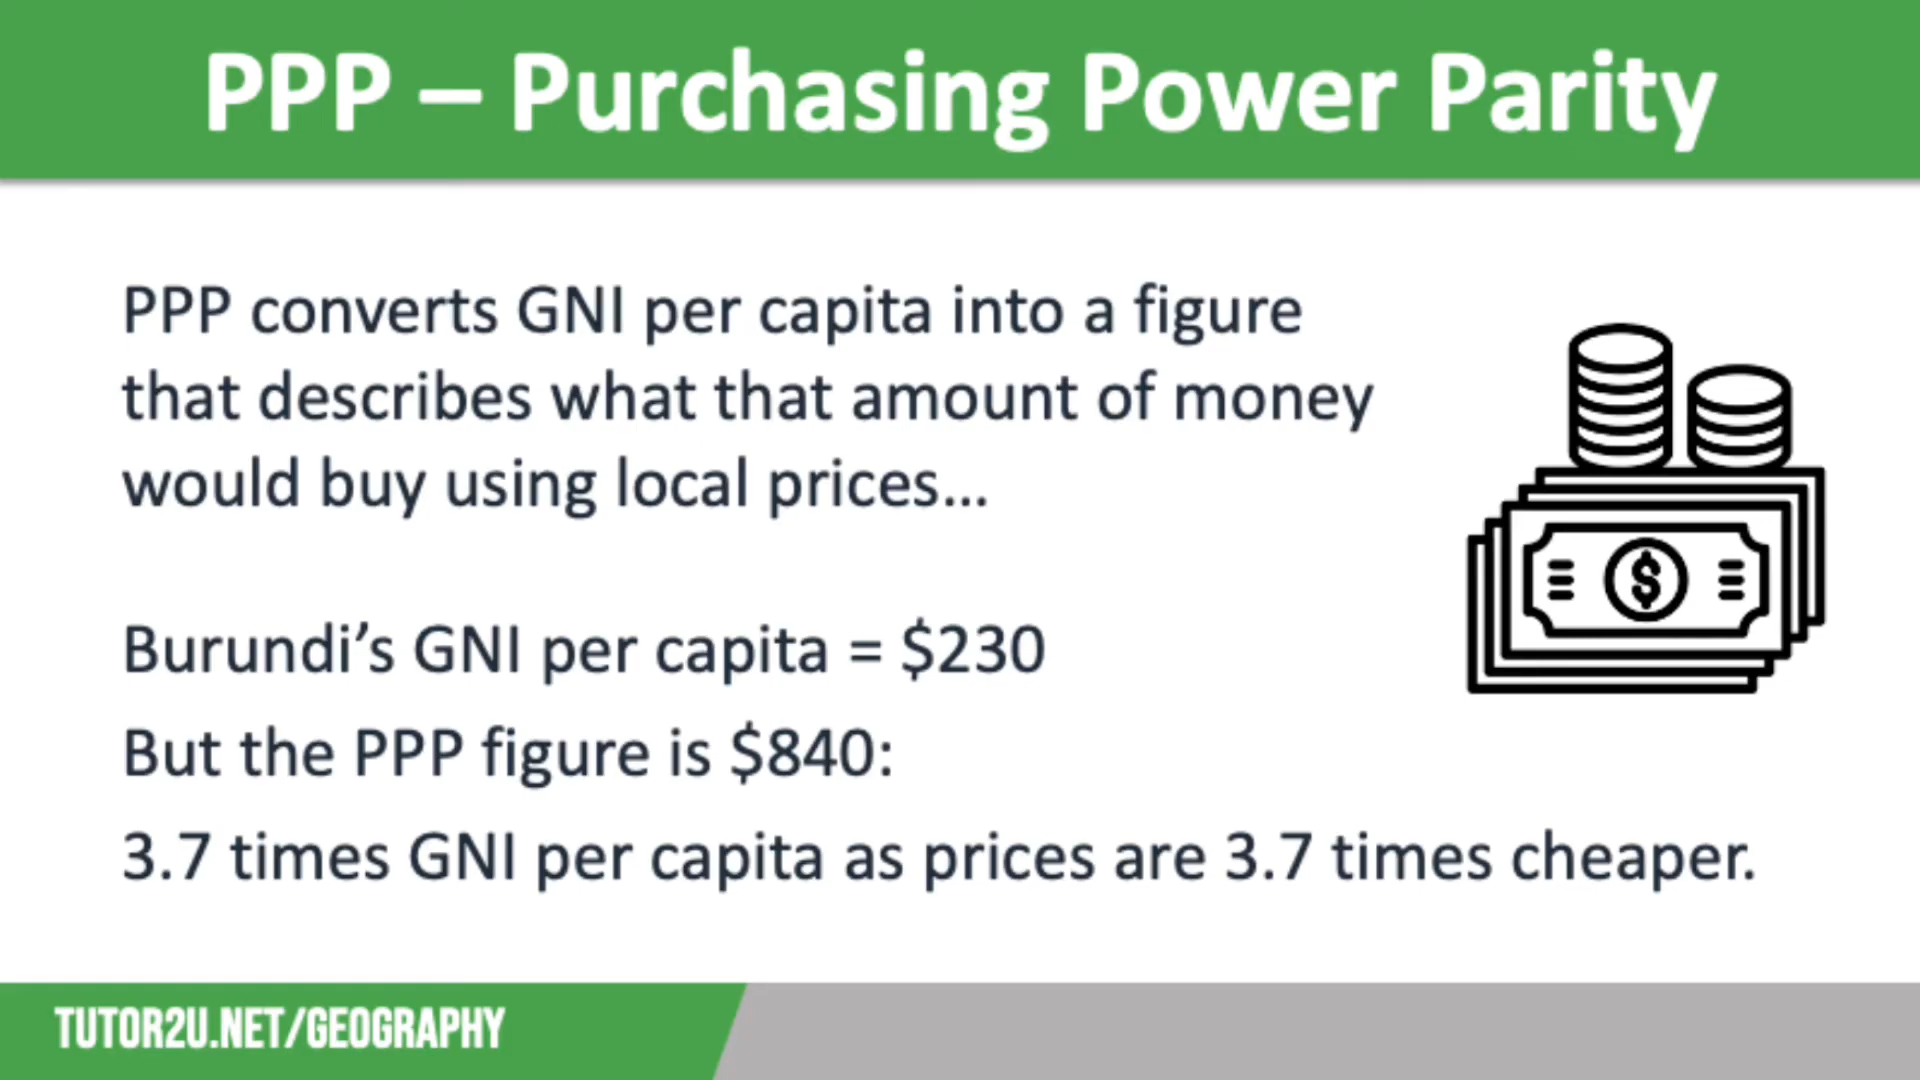 PPP – Purchasing Power Parity
PPP converts GNI per capita into a figure
that describes what that amount of money
would buy using local prices...
Burundi’s GNI per capita = $230
But the PPP figure is $840:
3.7 times GNI per capita as prices are 3.7 times cheaper.
$
TUTOR2U.NET/GEOGRAPHY